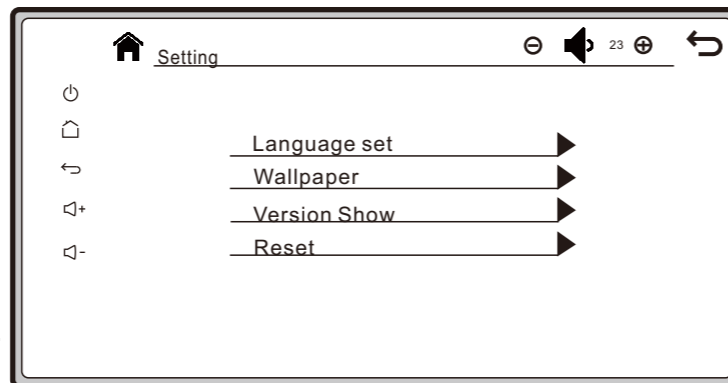 Setting
23
Language set
Wallpaper
Version Show
Reset
+
-